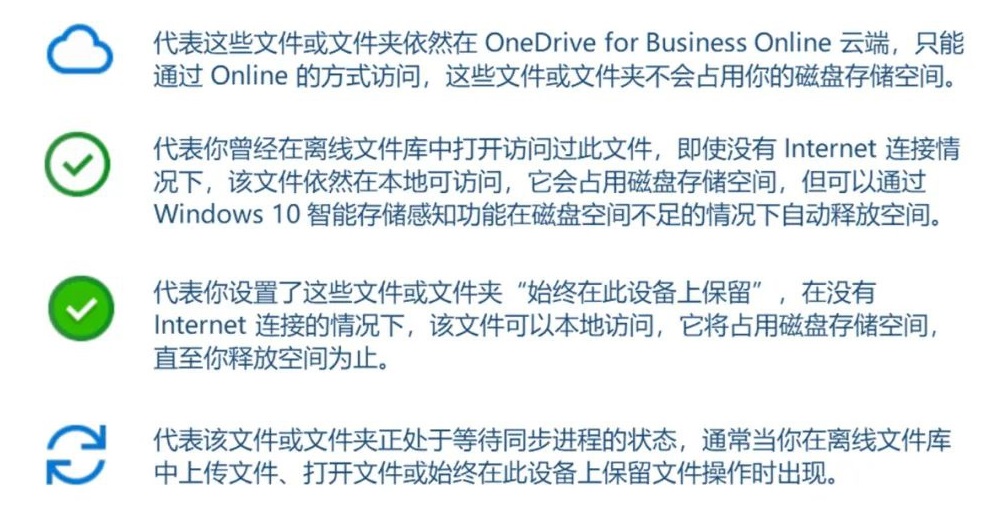 代表这些文件或文件夹依然在 OneDrive for Business Online 云端，只能
通过 Online 的方式访问，这些文件或文件夹不会占用你的磁盘存储空间。
代表你曾经在离线文件库中打开访问过此文件，即使没有 Internet 连接情
况下，该文件依然在本地可访问，它会占用磁盘存储空间，但可以通过
Windows 10 智能存储感知功能在磁盘空间不足的情况下自动释放空间。
代表你设置了这些文件或文件夹“始终在此设备上保留”，在没有
Internet 连接的情况下，该文件可以本地访问，它将占用磁盘存储空间，
直至你释放空间为止。
代表该文件或文件夹正处于等待同步进程的状态，通常当你在离线文件库
中上传文件、打开文件或始终在此设备上保留文件操作时出现。